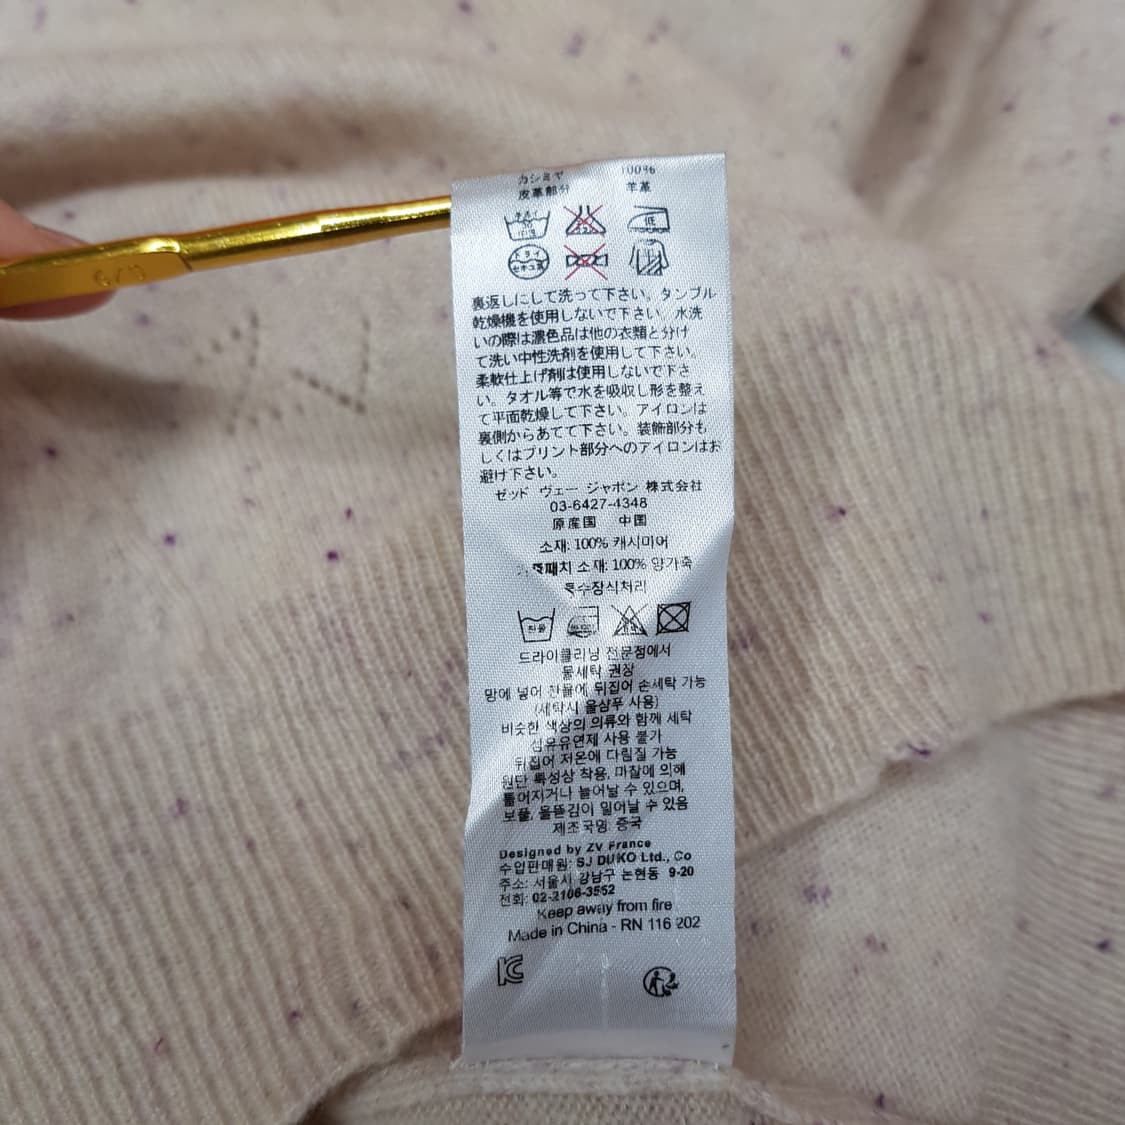 カシミヤ 100%
皮革部分 羊革
低
ドライ
セキユ系
裏返しにして洗って下さい。タンブル
乾燥機を使用しないで下さい。水洗
いの際は濃色品は他の衣類と分け
て洗い中性洗剤を使用して下さい。
柔軟仕上げ剤は使用しないで下さ
い。タオル等で水を吸収し形を整え
て平面乾燥して下さい。アイロンは
裏側からあてて下さい。装飾部分も
しくはプリント部分へのアイロンはお
避け下さい。
ゼッド ヴェー ジャポン 株式会社
03-6427-4348
原産国 中国
소재: 100% 캐시미어
소재: 100% 양가죽
특수장식처리
찬물
드라이클리닝 전문점에서
물세탁 권장
망에 넣어 찬물에 뒤집어 손세탁 가능
(세탁시 울샴푸 사용)
비슷한 색상의 의류와 함께 세탁
섬유유연제 사용 불가
뒤집어 저온에 다림질 가능
원단 특성상 착용, 마찰에 의해
틀어지거나 늘어날 수 있으며,
보풀, 올뜯김이 일어날 수 있음
제조국명: 중국
Designed by ZV France
수입판매원: SJ DUKO Ltd., Co
주소: 서울시 강남구 논현동 9-20
전화: 02-2106-3552
Keep away from fire
Made in China - RN 116 202